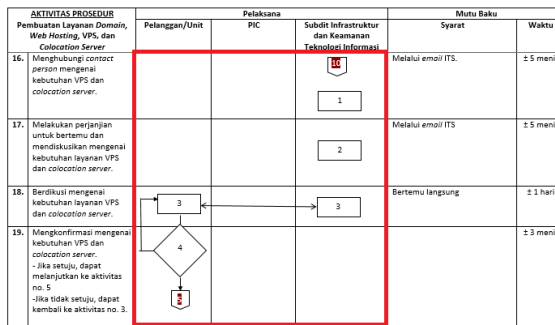 AKTIVITAS PROSEDUR
Pembuatan Layanan Domain,
Web Hosting, VPS, dan
Colocation Server
Pelaksana
Mutu Baku
Pelanggan/Unit
PIC
Subdit Infrastruktur
dan Keamanan
Teknologi Informasi
Syarat
Waktu
16.
Menghubungi contact
person mengenai
kebutuhan VPS dan
colocation server.
10
1
Melalui email ITS.
± 5 meni
17.
Melakukan perjanjian
untuk bertemu dan
mendiskusikan mengenai
kebutuhan layanan VPS
dan colocation server.
2
Melalui email ITS
± 5 meni
18.
Berdikusi mengenai
kebutuhan layanan VPS
dan colocation server.
3
3
Bertemu langsung
± 1 hari
19.
Mengkonfirmasi mengenai
kebutuhan VPS dan
colocation server.
- Jika setuju, dapat
melanjutkan ke aktivitas
no. 5
-Jika tidak setuju, dapat
kembali ke aktivitas no. 3.
4
± 3 meni